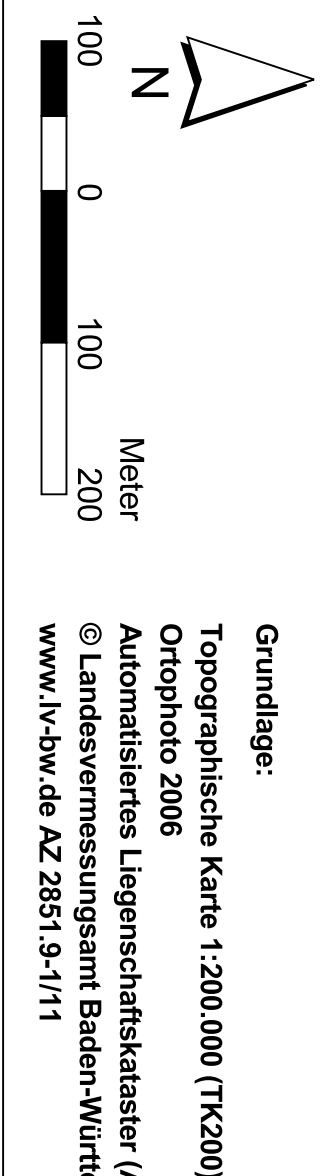 N
100 0 100 200
Meter
Grundlage:
Topographische Karte 1:200.000 (TK200)
Ortophoto 2006
Automatisiertes Liegenschaftskataster (
© Landesvermessungsamt Baden-Württ
www.lv-bw.de AZ 2851.9-1/11